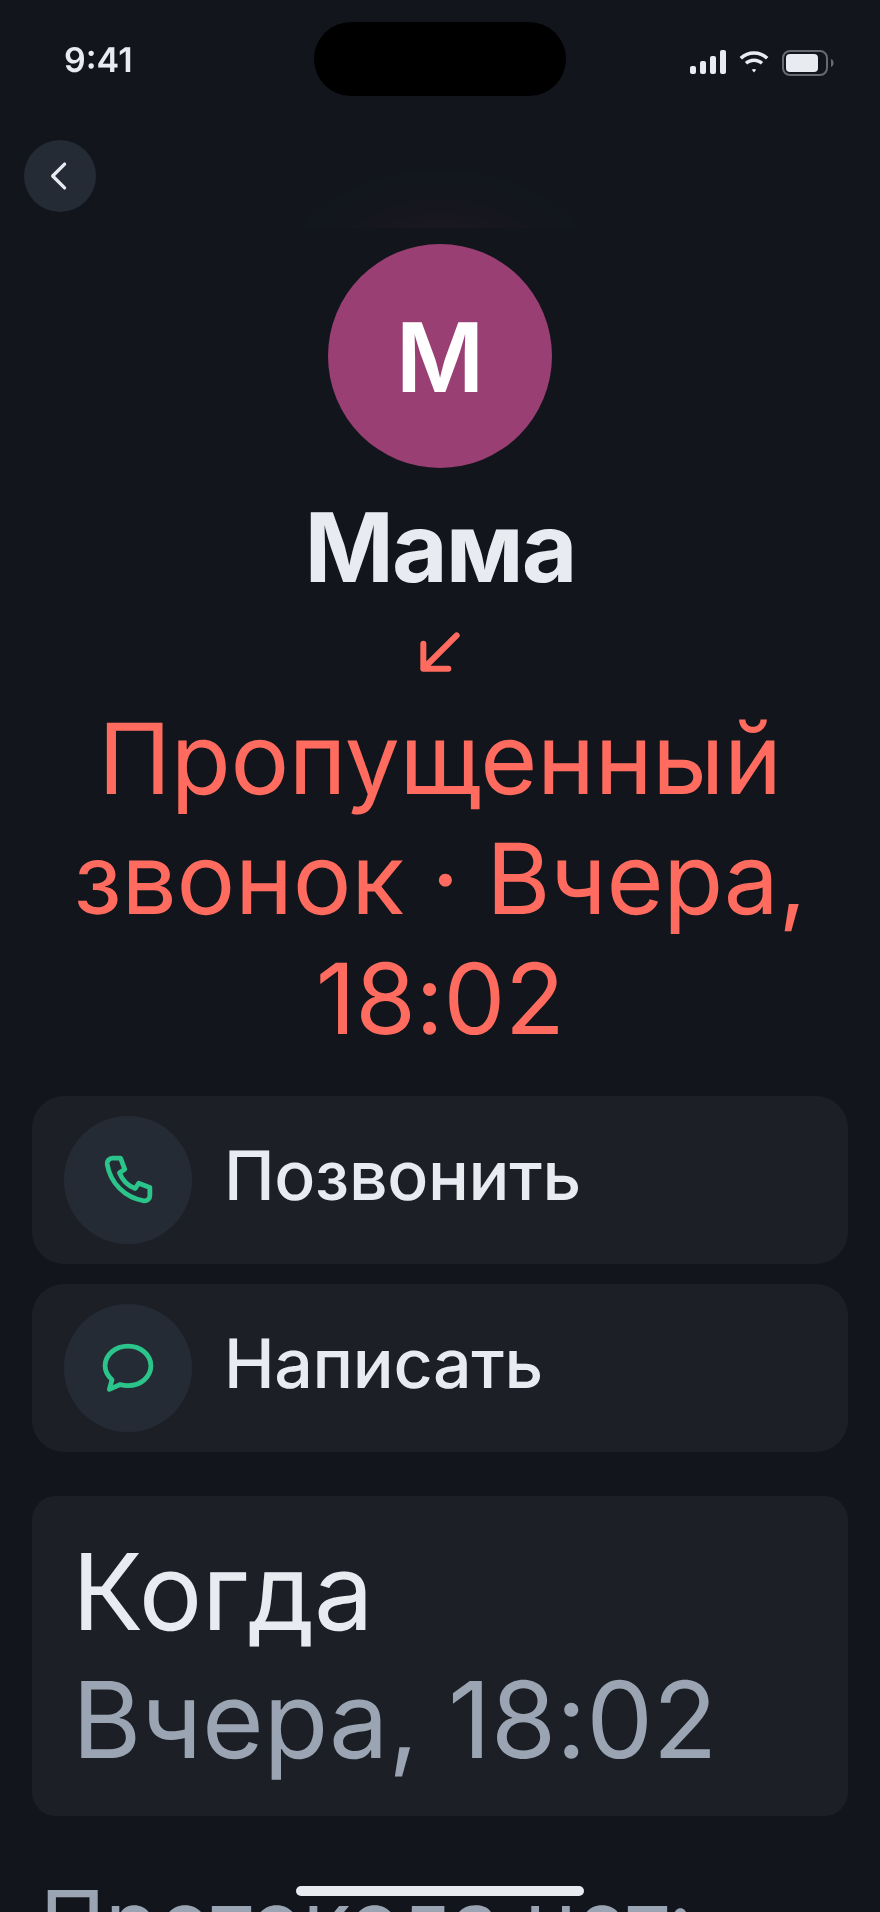 9:41
М
Мама
Пропущенный
звонок · Вчера,
18:02
Позвонить
Написать
Когда
Вчера, 18:02